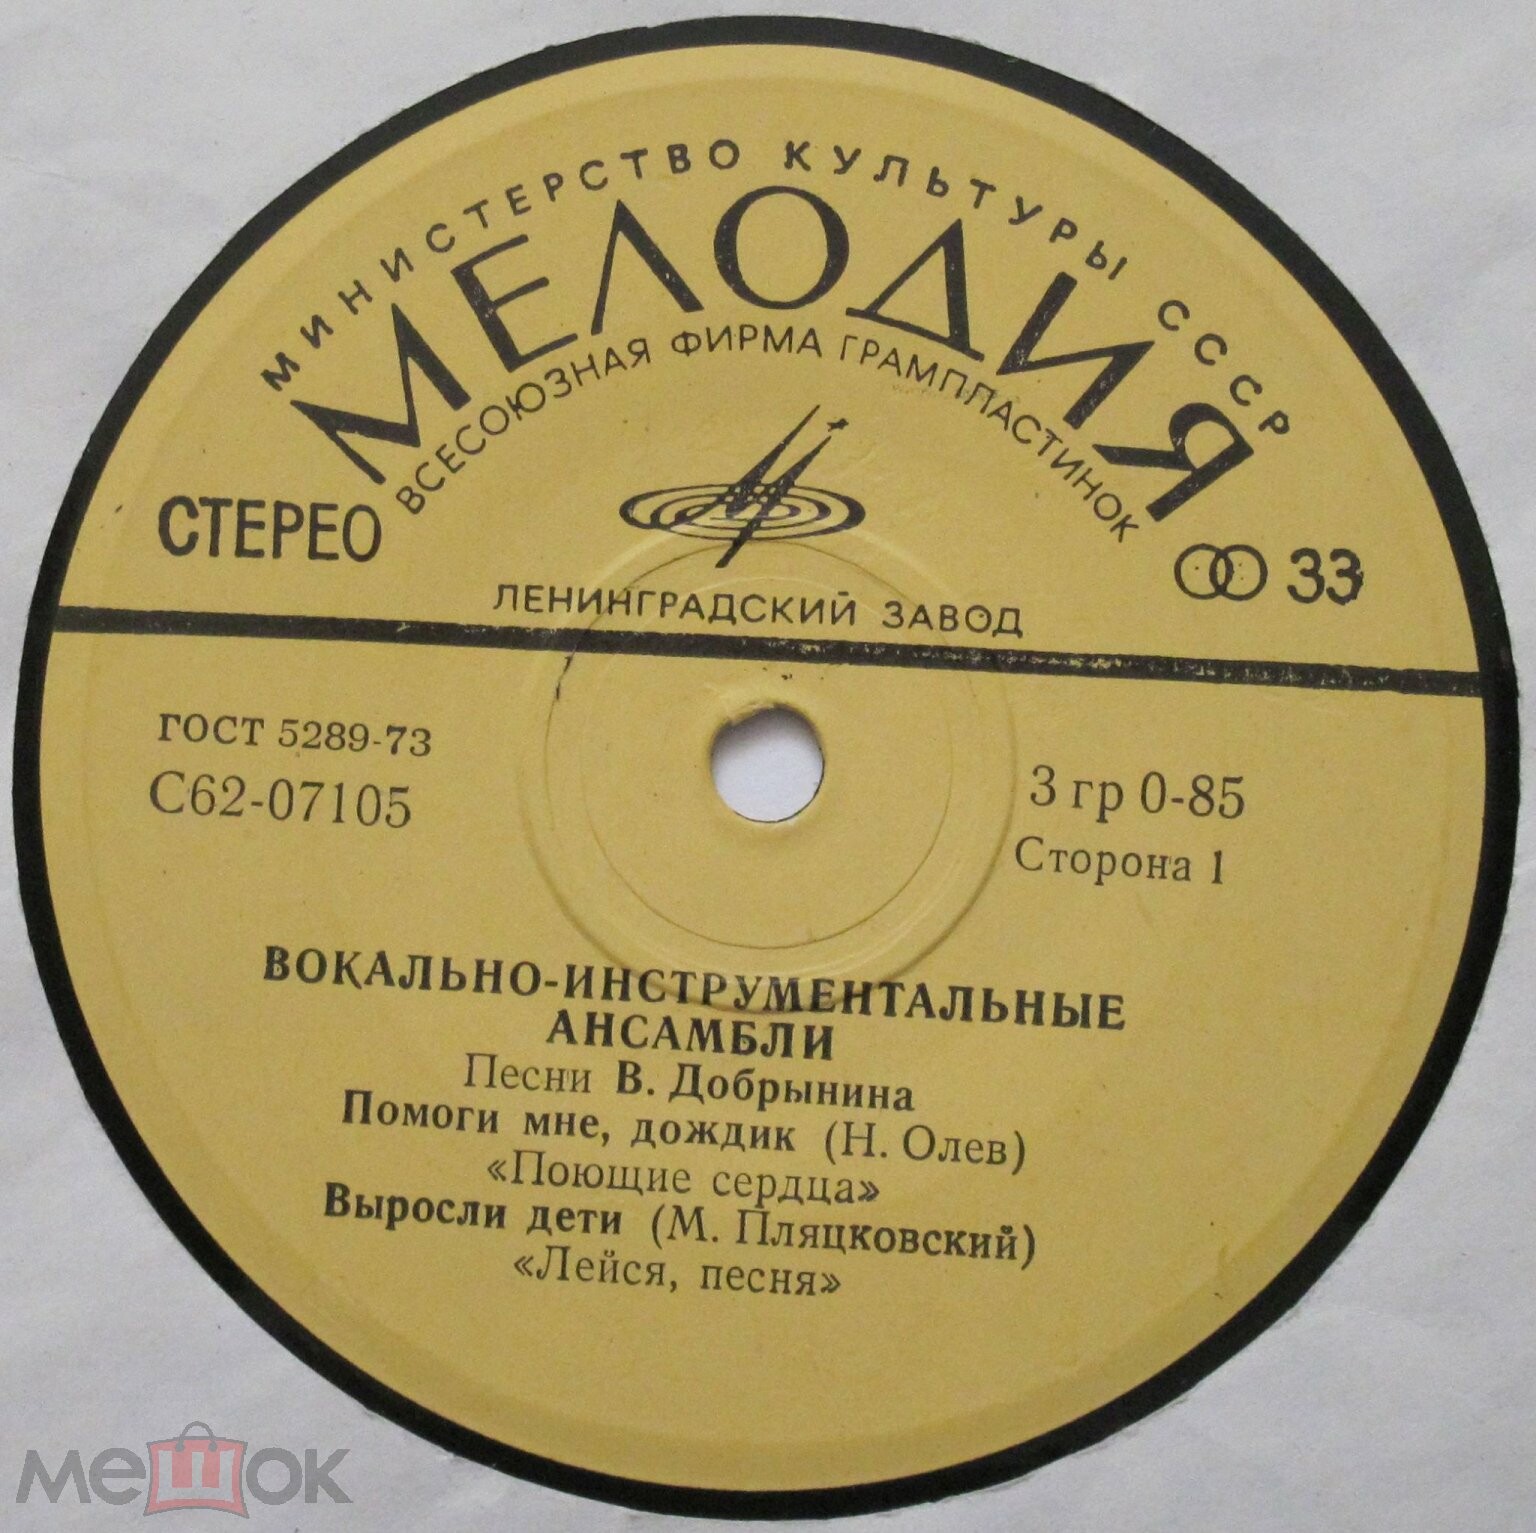 МИНИСТЕРСТВО КУЛЬТУРЫ СССР
МЕЛОДИЯ
ВСЕСОЮЗНАЯ ФИРМА ГРАМПЛАСТИНОК
СТЕРЕО
33
ЛЕНИНГРАДСКИЙ ЗАВОД
ГОСТ 5289-73
С62-07105
3 гр 0-85
Сторона 1
ВОКАЛЬНО-ИНСТРУМЕНТАЛЬНЫЕ
АНСАМБЛИ
Песни В. Добрынина
Помоги мне, дождик (Н. Олев)
«Поющие сердца»
Выросли дети (М. Пляцковский)
«Лейся, песня»
мешок